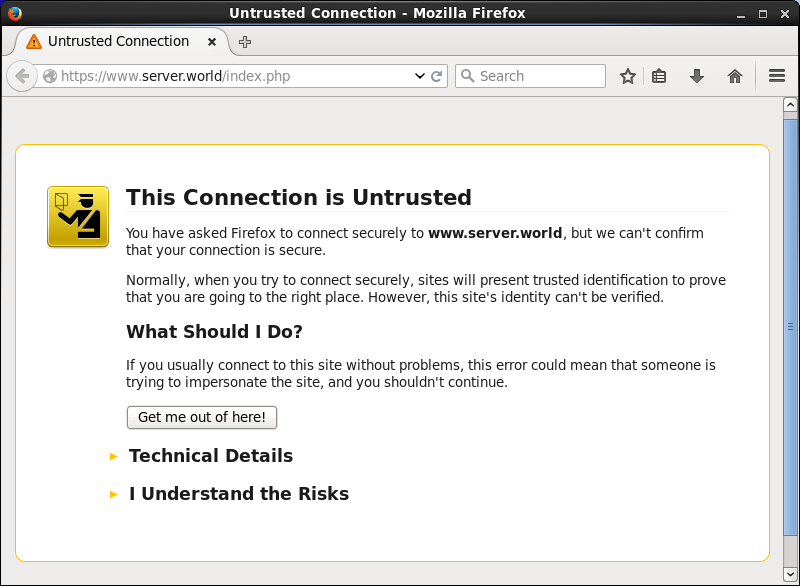 Untrusted Connection - Mozilla Firefox
Untrusted Connection
https://www.server.world/index.php
Search
This Connection is Untrusted
You have asked Firefox to connect securely to www.server.world, but we can't confirm
that your connection is secure.
Normally, when you try to connect securely, sites will present trusted identification to prove
that you are going to the right place. However, this site's identity can't be verified.
What Should I Do?
If you usually connect to this site without problems, this error could mean that someone is
trying to impersonate the site, and you shouldn't continue.
Get me out of here!
Technical Details
I Understand the Risks